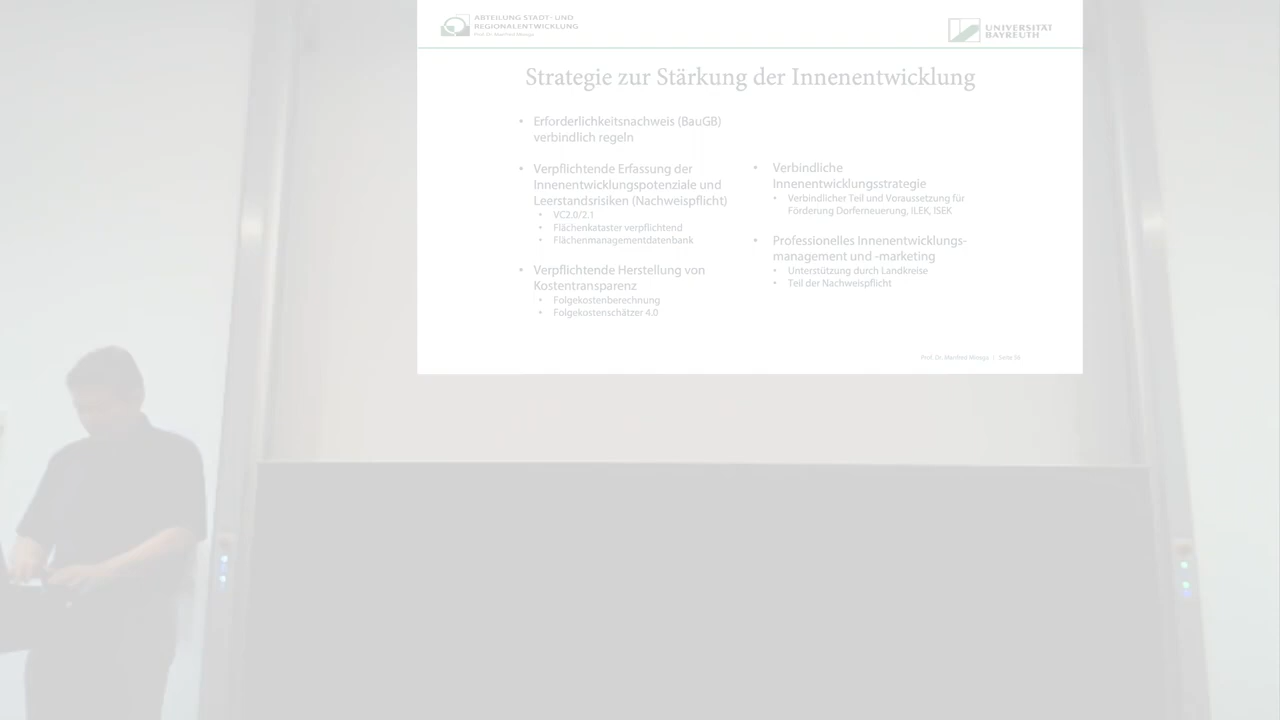 ABTEILUNG STADT- UND
REGIONALENTWICKLUNG
Prof. Dr. Manfred Miosga
UNIVERSITÄT
BAYREUTH
Strategie zur Stärkung der Innenentwicklung
• Erforderlichkeitsnachweis (BauGB)
verbindlich regeln
• Verpflichtende Erfassung der
Innenentwicklungspotenziale und
Leerstandsrisiken (Nachweispflicht)
• VC2.0/2.1
• Flächenkataster verpflichtend
• Flächenmanagementdatenbank
• Verpflichtende Herstellung von
Kostentransparenz
• Folgekostenberechnung
• Folgekostenschätzer 4.0
• Verbindliche
Innenentwicklungsstrategie
• Verbindlicher Teil und Voraussetzung für
Förderung Dorferneuerung, ILEK, ISEK
• Professionelles Innenentwicklungs-
management und -marketing
• Unterstützung durch Landkreise
• Teil der Nachweispflicht
Prof. Dr. Manfred Miosga | Seite 36